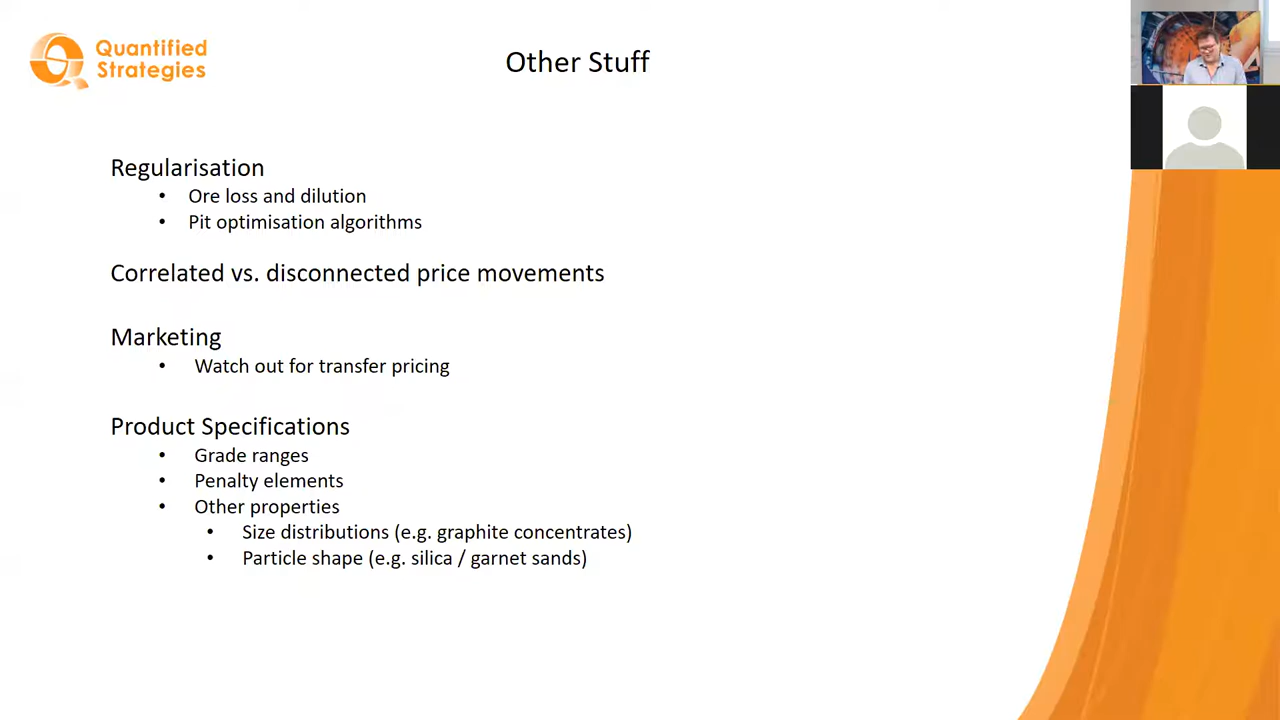 Quantified
Strategies
Other Stuff
Regularisation
• Ore loss and dilution
• Pit optimisation algorithms
Correlated vs. disconnected price movements
Marketing
• Watch out for transfer pricing
Product Specifications
• Grade ranges
• Penalty elements
• Other properties
• Size distributions (e.g. graphite concentrates)
• Particle shape (e.g. silica / garnet sands)